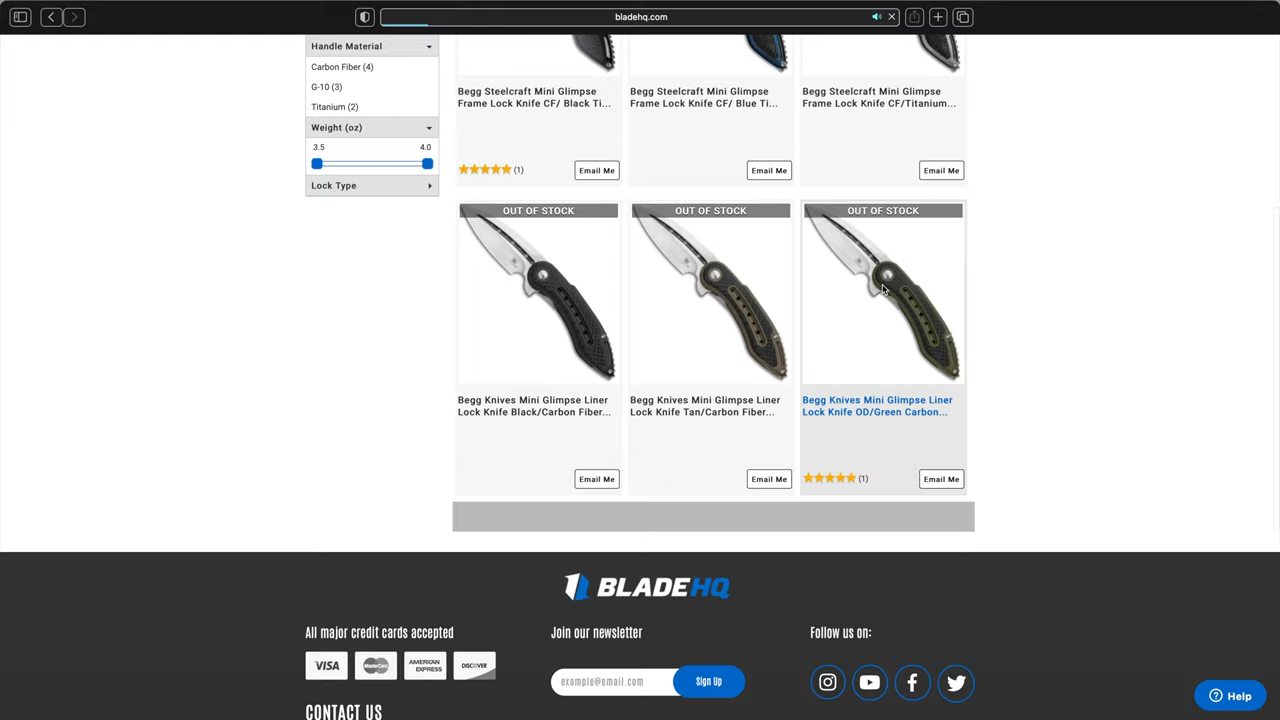 bladehq.com
Handle Material
Carbon Fiber (4)
G-10 (3)
Titanium (2)
Weight (oz)
3.5 4.0
Lock Type
Begg Steelcraft Mini Glimpse
Frame Lock Knife CF/ Black Ti...
(1)
Email Me
Begg Steelcraft Mini Glimpse
Frame Lock Knife CF/ Blue Ti...
Email Me
Begg Steelcraft Mini Glimpse
Frame Lock Knife CF/Titanium...
Email Me
OUT OF STOCK
Begg Knives Mini Glimpse Liner
Lock Knife Black/Carbon Fiber...
Email Me
OUT OF STOCK
Begg Knives Mini Glimpse Liner
Lock Knife Tan/Carbon Fiber...
Email Me
OUT OF STOCK
Begg Knives Mini Glimpse Liner
Lock Knife OD/Green Carbon...
(1)
Email Me
BLADEHQ
All major credit cards accepted
VISA
MasterCard
AMERICAN
EXPRESS
DISCOVER
CONTACT US
Join our newsletter
example@email.com
Sign Up
Follow us on:
Help